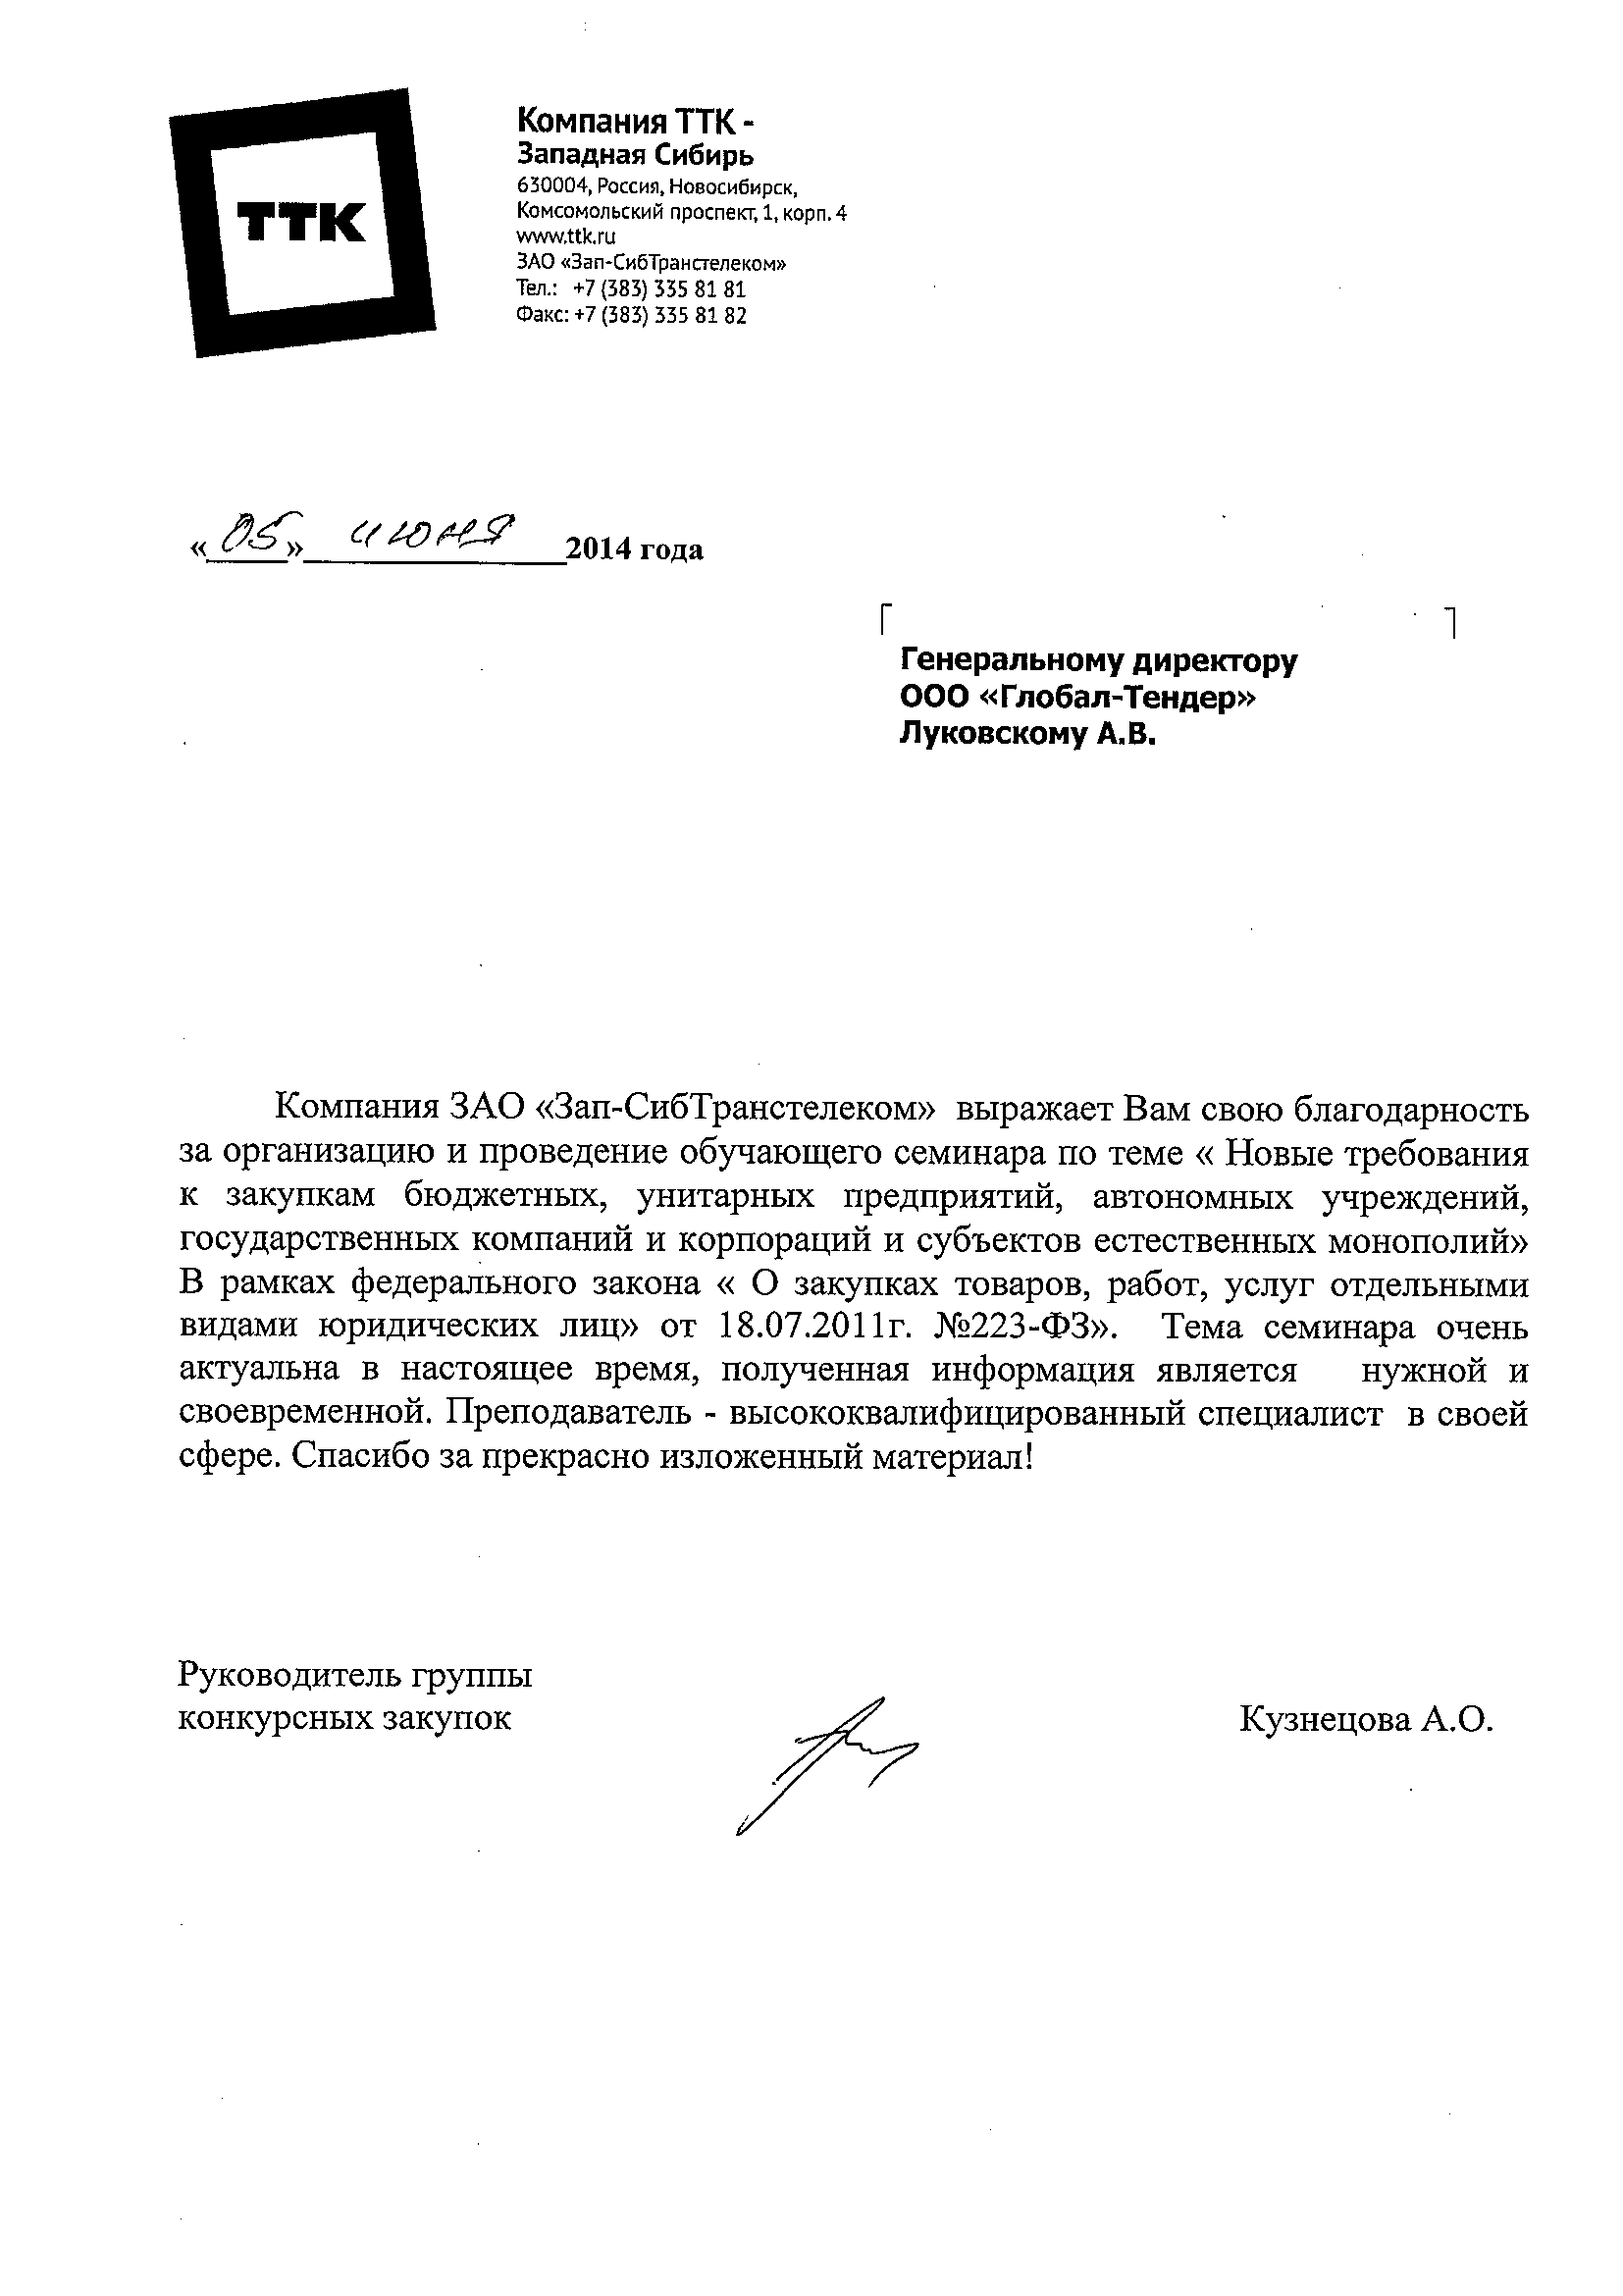 ТТК
Компания ТТК -
Западная Сибирь
630004, Россия, Новосибирск,
Комсомольский проспект, 1, корп. 4
www.ttk.ru
ЗАО «Зап-СибТранстелеком»
Тел.: +7 (383) 335 81 81
Факс: +7 (383) 335 81 82
«05» июня 2014 года
Генеральному директору
ООО «Глобал-Тендер»
Луковскому А.В.
Компания ЗАО «Зап-СибТранстелеком» выражает Вам свою благодарность
за организацию и проведение обучающего семинара по теме « Новые требования
к закупкам бюджетных, унитарных предприятий, автономных учреждений,
государственных компаний и корпораций и субъектов естественных монополий»
В рамках федерального закона « О закупках товаров, работ, услуг отдельными
видами юридических лиц» от 18.07.2011г. №223-ФЗ». Тема семинара очень
актуальна в настоящее время, полученная информация является нужной и
своевременной. Преподаватель - высококвалифицированный специалист в своей
сфере. Спасибо за прекрасно изложенный материал!
Руководитель группы
конкурсных закупок
Кузнецова А.О.